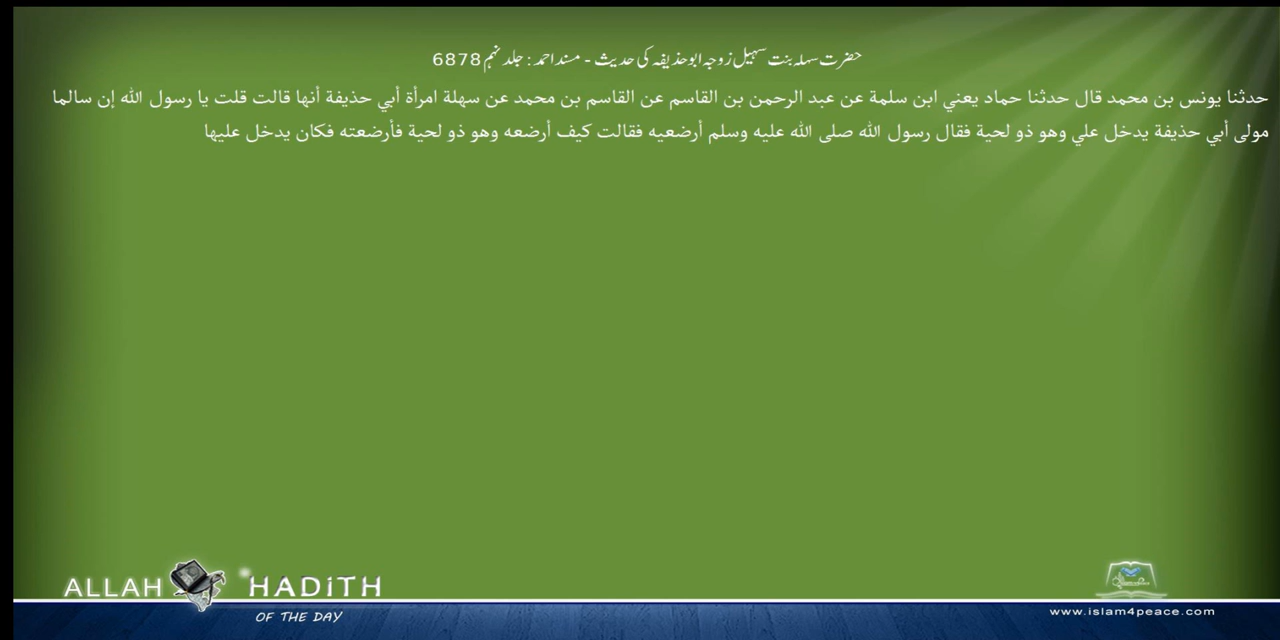 حضرت سہلہ بنت سہیل زوجہ ابوحذیفہ کی حدیث - مسند احمد : جلد نہم 6878
حدثنا يونس بن محمد قال حدثنا حماد يعني ابن سلمة عن عبد الرحمن بن القاسم عن القاسم بن محمد عن سهلة امرأة أبي حذيفة أنها قالت قلت يا رسول الله إن سالما
مولى أبي حذيفة يدخل علي وهو ذو لحية فقال رسول الله صلى الله عليه وسلم أرضعيه فقالت كيف أرضعه وهو ذو لحية فأرضعته فكان يدخل عليها
ALLAH HADITH
OF THE DAY
www.islam4peace.com